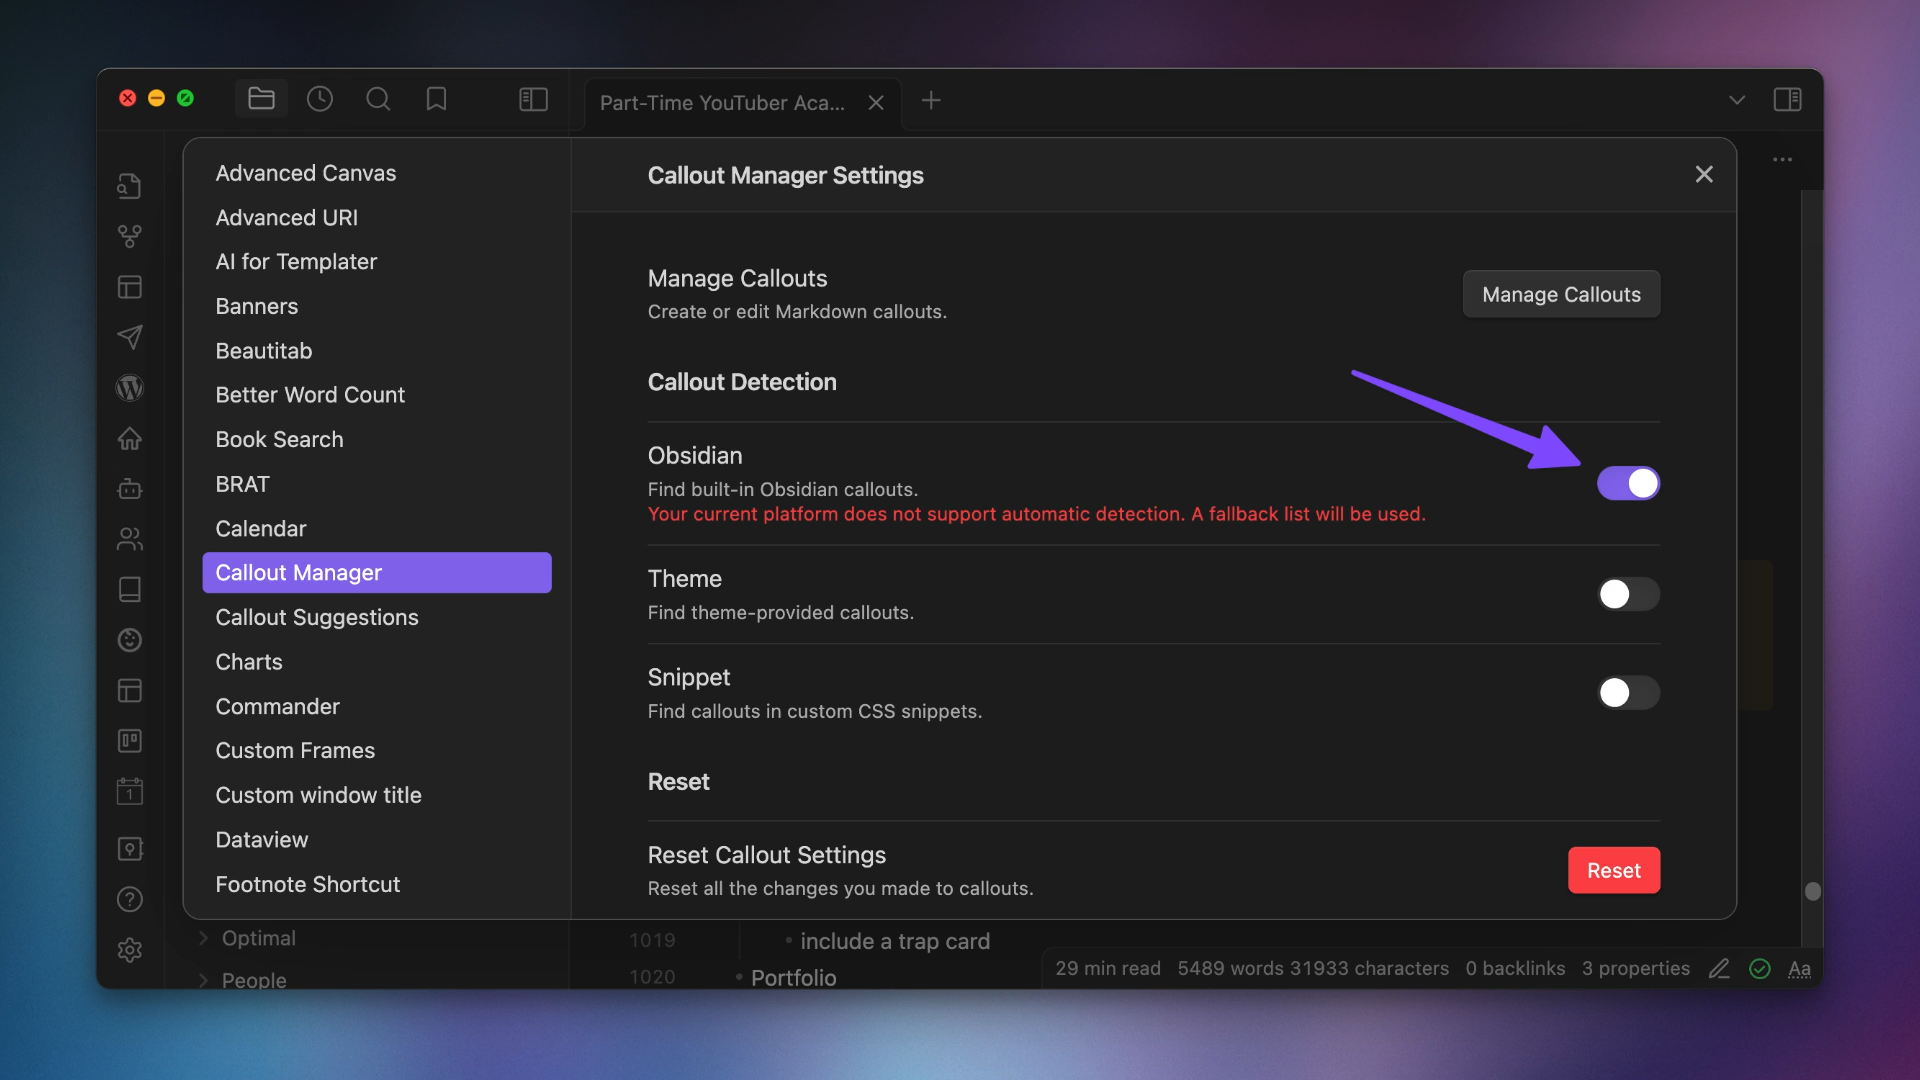 Part-Time YouTuber Aca...
Advanced Canvas
Advanced URI
AI for Templater
Banners
Beautitab
Better Word Count
Book Search
BRAT
Calendar
Callout Manager
Callout Suggestions
Charts
Commander
Custom Frames
Custom window title
Dataview
Footnote Shortcut
Callout Manager Settings
Manage Callouts
Create or edit Markdown callouts.
Manage Callouts
Callout Detection
Obsidian
Find built-in Obsidian callouts.
Your current platform does not support automatic detection. A fallback list will be used.
Theme
Find theme-provided callouts.
Snippet
Find callouts in custom CSS snippets.
Reset
Reset Callout Settings
Reset all the changes you made to callouts.
Reset
Optimal
People
1019 • include a trap card
1020 • Portfolio
29 min read 5489 words 31933 characters 0 backlinks 3 properties Aa
1